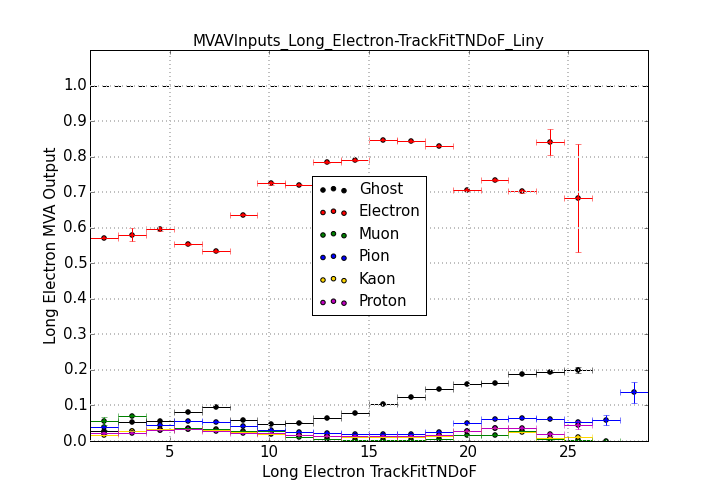 MVAVInputs_Long_Electron-TrackFitTNDoF_Liny
1.0
0.9
0.8
0.7
0.6
0.5
0.4
0.3
0.2
0.1
0.0
Long Electron MVA Output
Ghost
Electron
Muon
Pion
Kaon
Proton
5 10 15 20 25
Long Electron TrackFitTNDoF